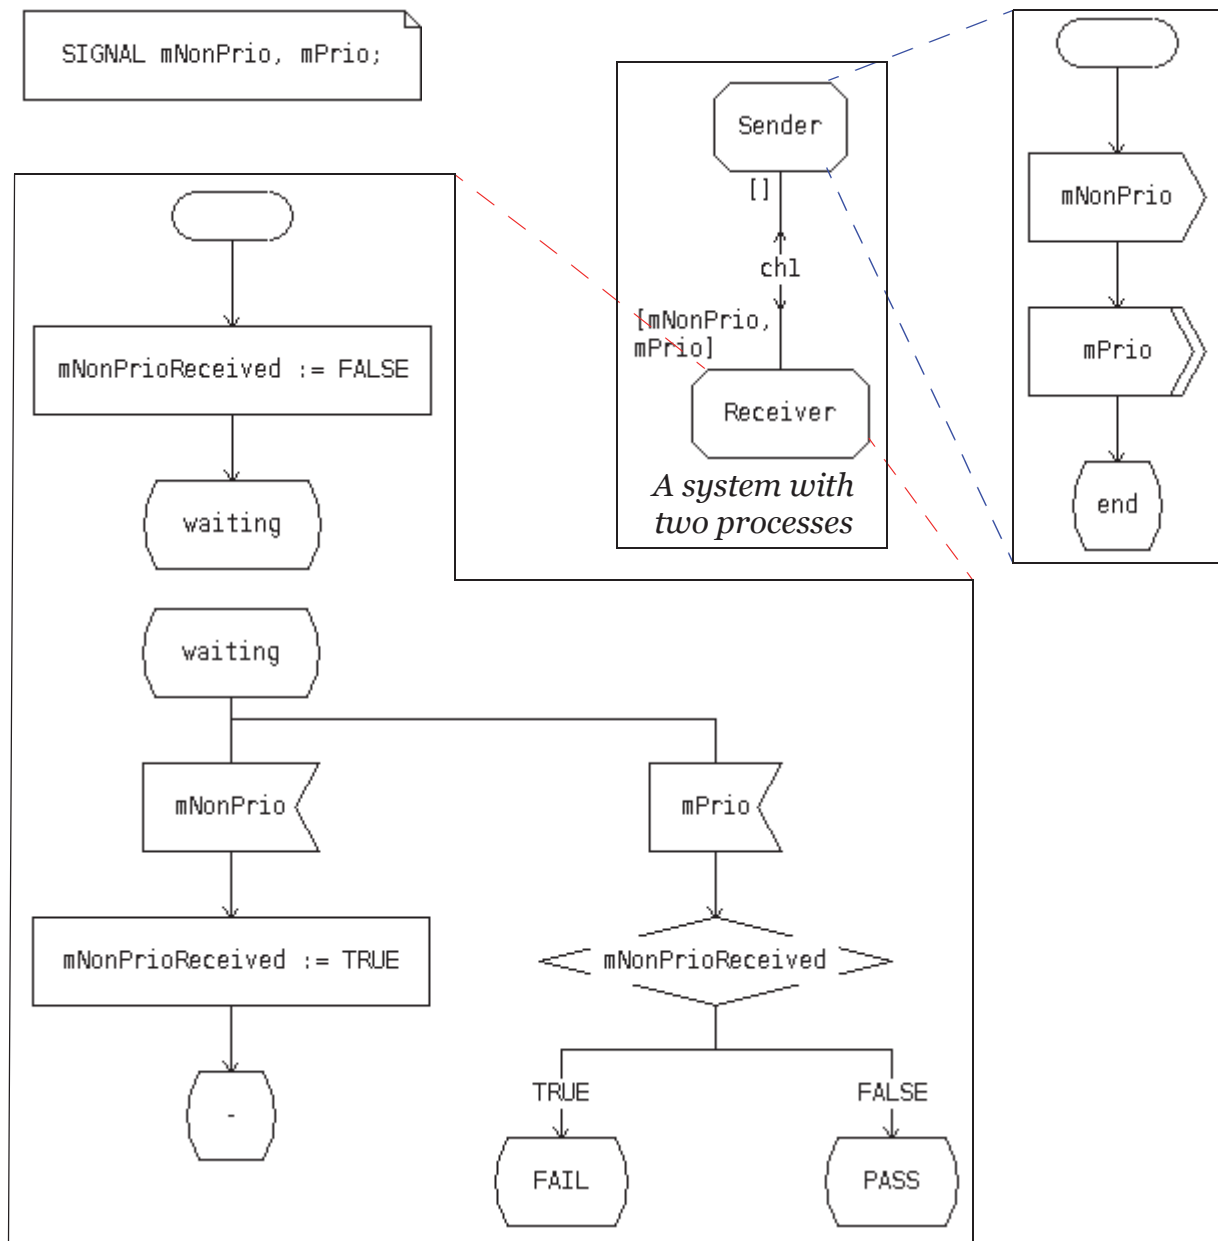 SIGNAL mNonPrio, mPrio;
Sender
[]
ch1
[mNonPrio,
mPrio]
Receiver
A system with
two processes
mNonPrio
mPrio
end
mNonPrioReceived := FALSE
waiting
waiting
mNonPrio
mPrio
mNonPrioReceived := TRUE
mNonPrioReceived
-
TRUE
FALSE
FAIL
PASS